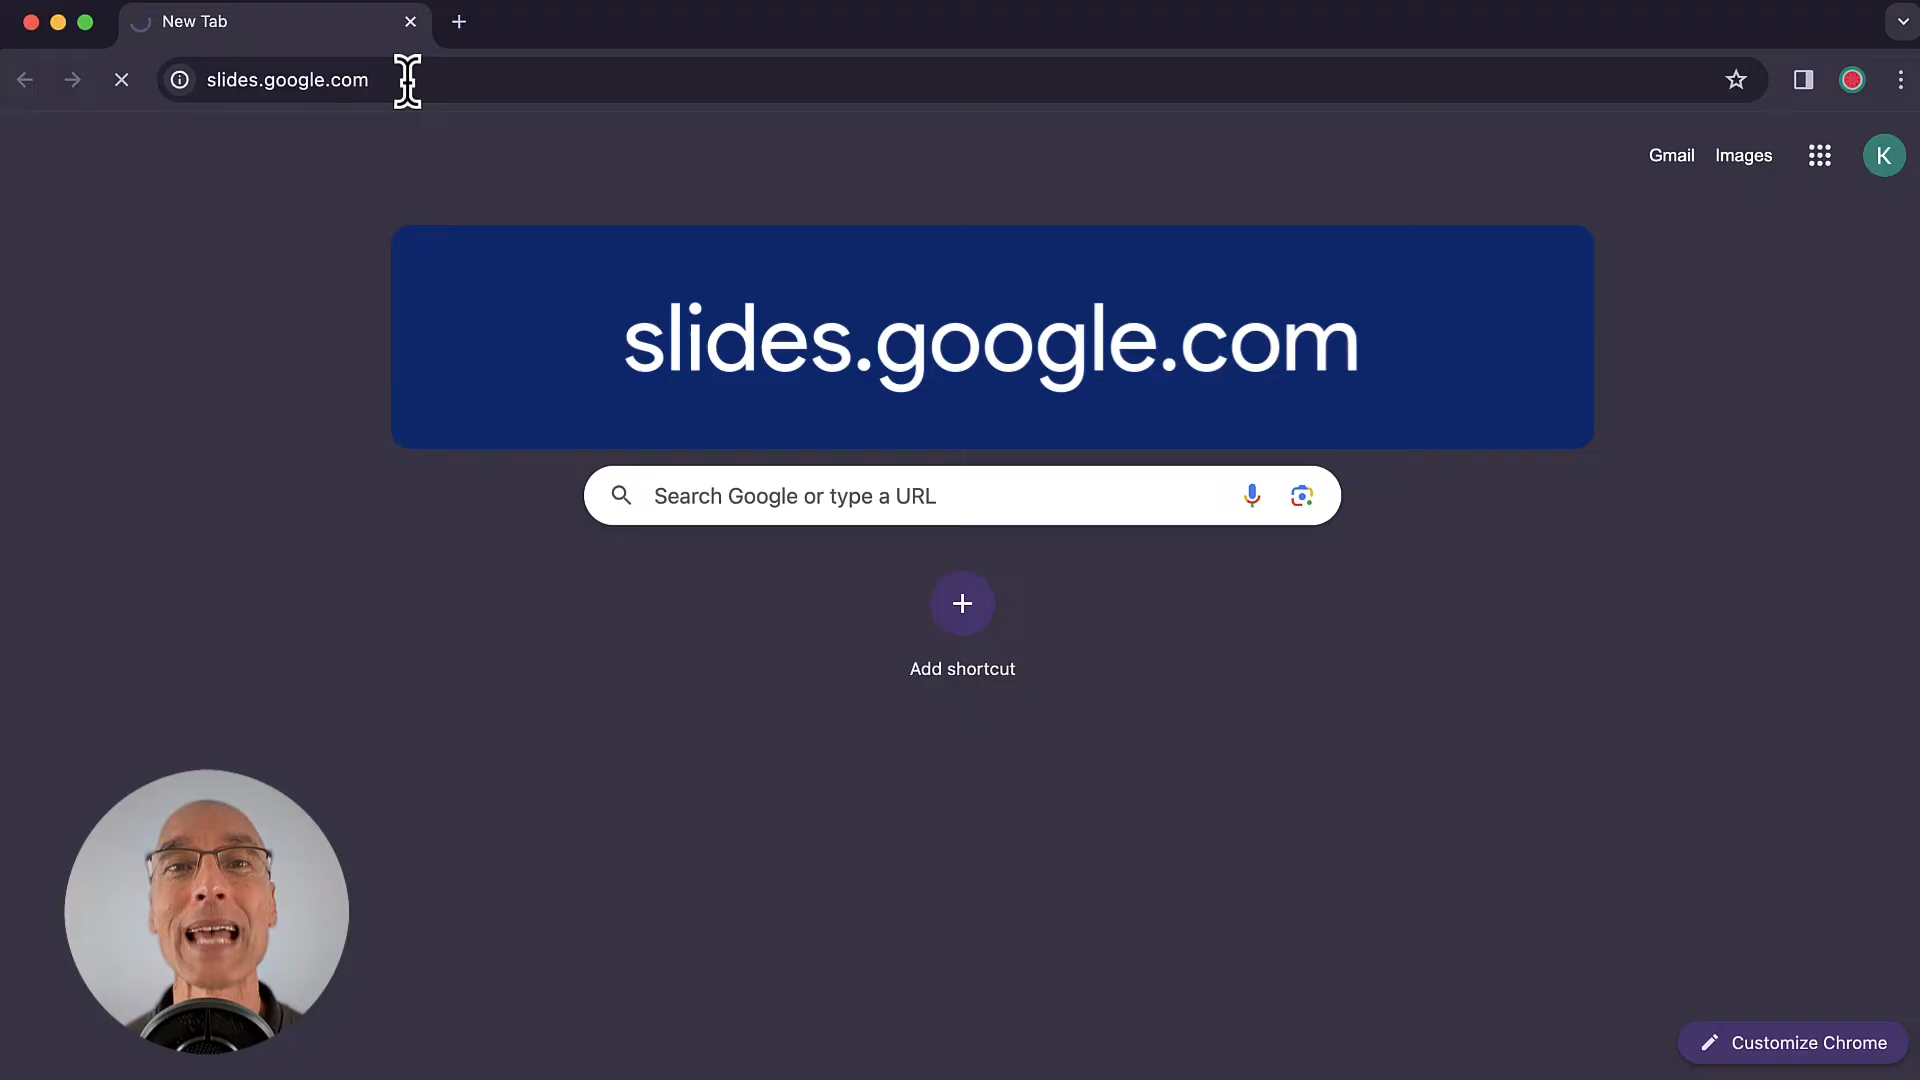 New Tab
slides.google.com
Gmail Images
K
slides.google.com
Search Google or type a URL
Add shortcut
Customize Chrome